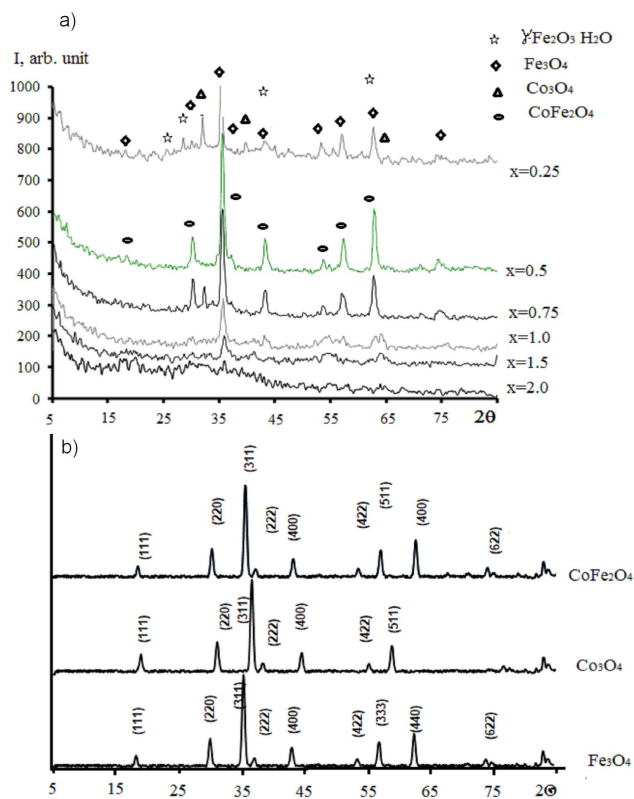 a)
I, arb. unit
γFe₂O₃ H₂O
Fe₃O₄
Co₃O₄
CoFe₂O₄
1000
900
800
700
600
500
400
300
200
100
0
x=0.25
x=0.5
x=0.75
x=1.0
x=1.5
x=2.0
5 15 25 35 45 55 65 75 2θ
b)
(111) (220) (311) (222) (400) (422) (511) (400) (622)
CoFe₂O₄
(111) (220) (311) (222) (400) (422) (511)
Co₃O₄
(111) (220) (311) (222) (400) (422) (333) (440) (622)
Fe₃O₄
5 15 25 35 45 55 65 75 2Θ